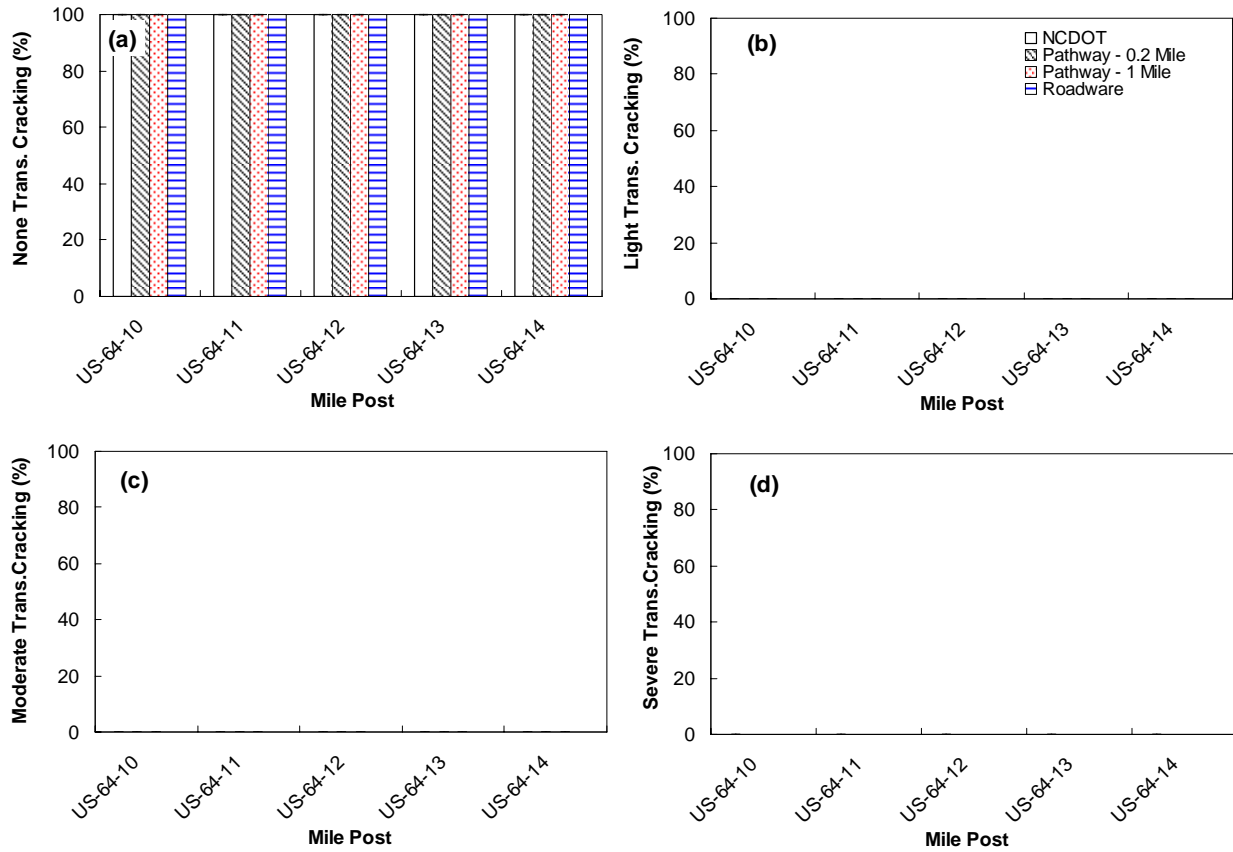 (a)
None Trans. Cracking (%)
100
80
60
40
20
0
US-64-10
US-64-11
US-64-12
US-64-13
US-64-14
Mile Post
(b)
Light Trans. Cracking (%)
100
80
60
40
20
0
NCDOT
Pathway - 0.2 Mile
Pathway - 1 Mile
Roadware
US-64-10
US-64-11
US-64-12
US-64-13
US-64-14
Mile Post
(c)
Moderate Trans.Cracking (%)
100
80
60
40
20
0
US-64-10
US-64-11
US-64-12
US-64-13
US-64-14
Mile Post
(d)
Severe Trans.Cracking (%)
100
80
60
40
20
0
US-64-10
US-64-11
US-64-12
US-64-13
US-64-14
Mile Post